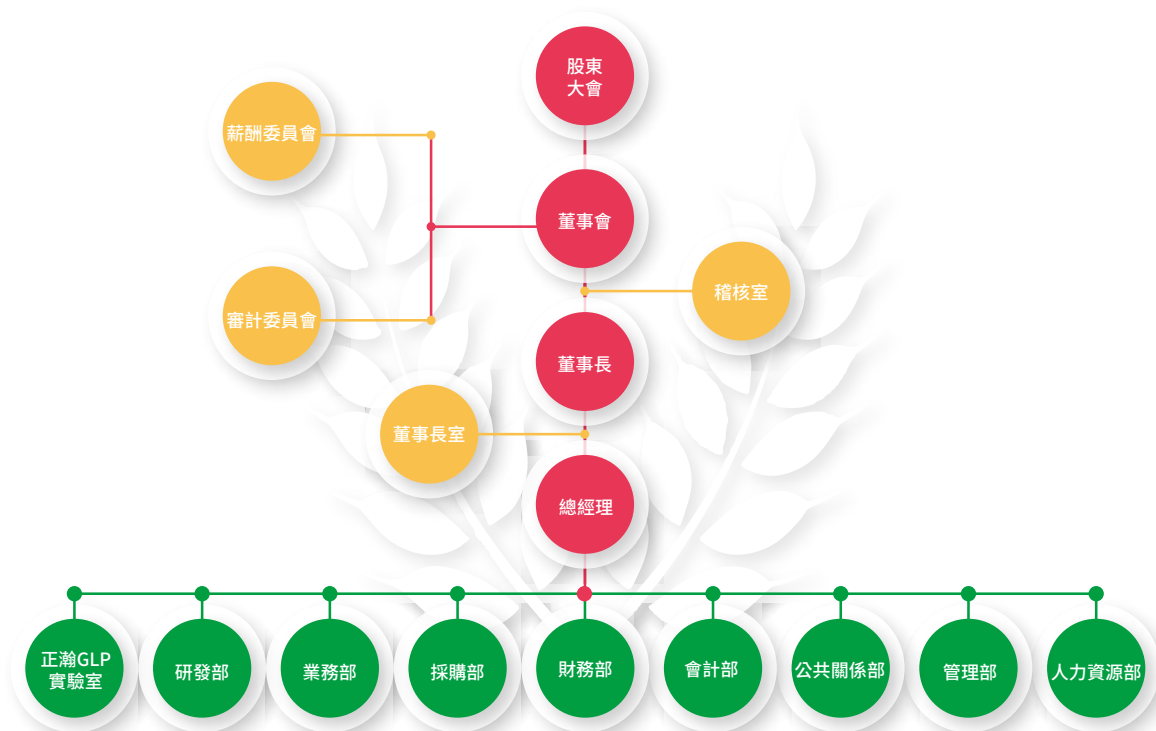 股東
大會
薪酬委員會
董事會
稽核室
審計委員會
董事長
董事長室
總經理
正瀚GLP
實驗室
研發部
業務部
採購部
財務部
會計部
公共關係部
管理部
人力資源部